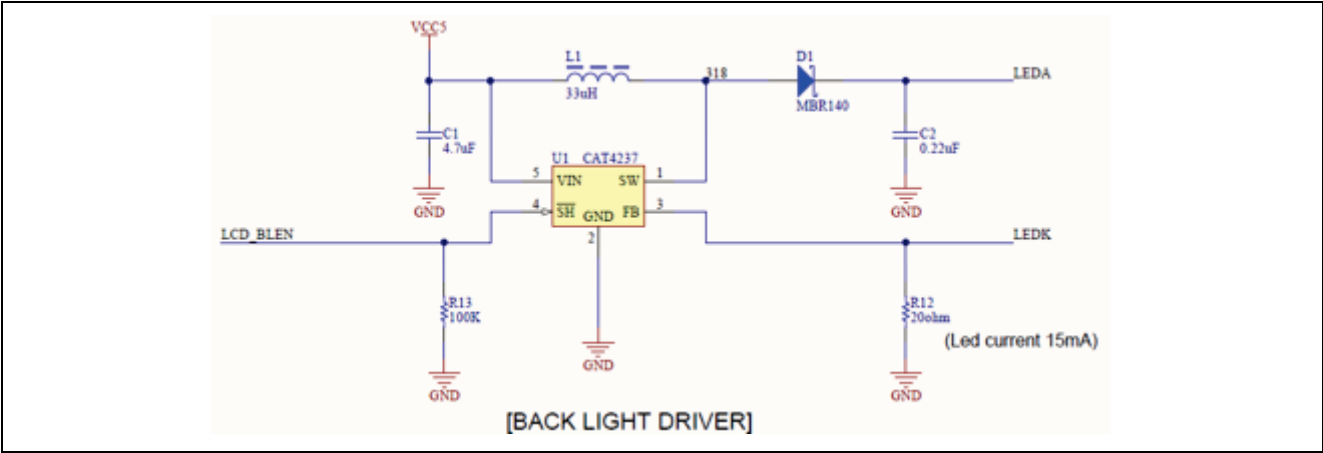 VCC5
L1
33uH
318
D1
MBR140
LEDA
C1
4.7uF
C2
0.22uF
U1 CAT4237
5 VIN SW 1
4 SH GND FB 3
2
GND
GND
LCD_BLEN
LEDK
R13
100K
R12
20ohm
(Led current 15mA)
GND
GND
GND
[BACK LIGHT DRIVER]